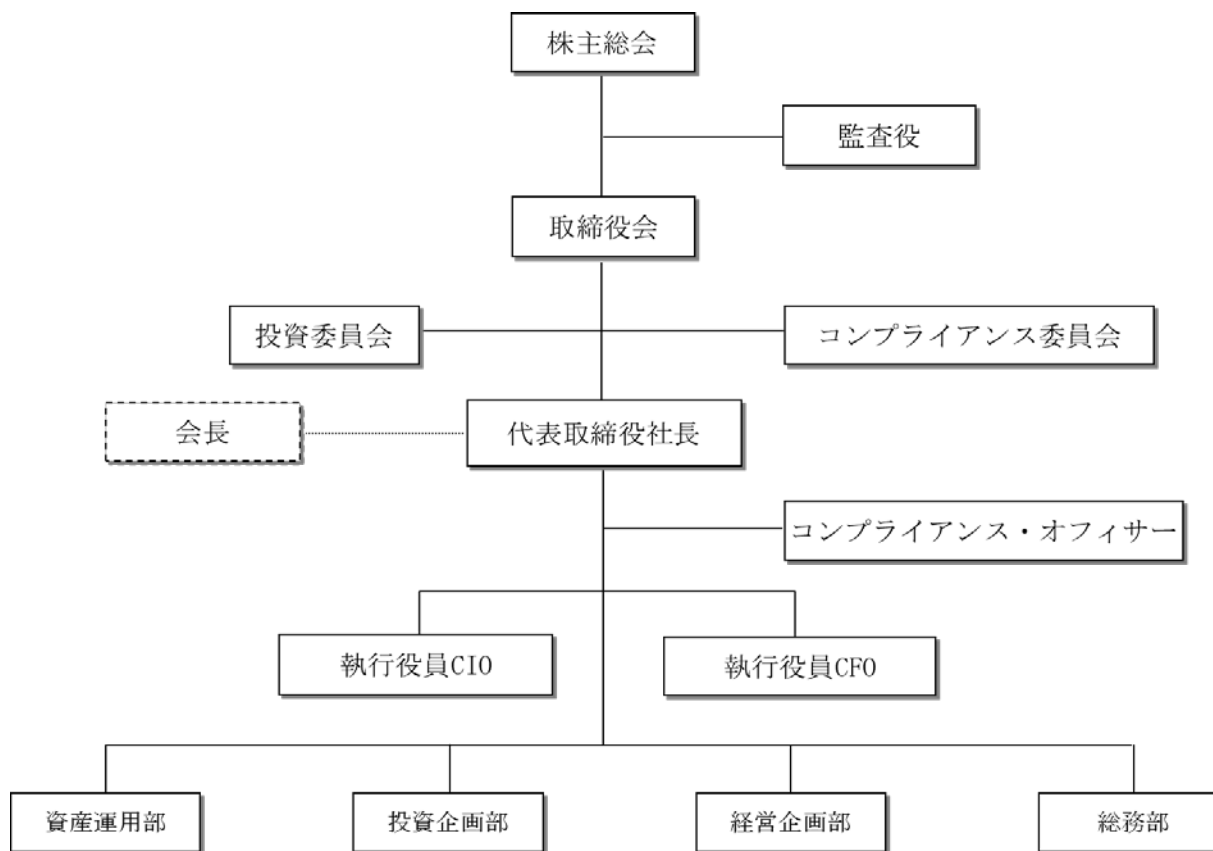 株主総会
監査役
取締役会
投資委員会
コンプライアンス委員会
会長
代表取締役社長
コンプライアンス・オフィサー
執行役員CIO
執行役員CFO
資産運用部
投資企画部
経営企画部
総務部